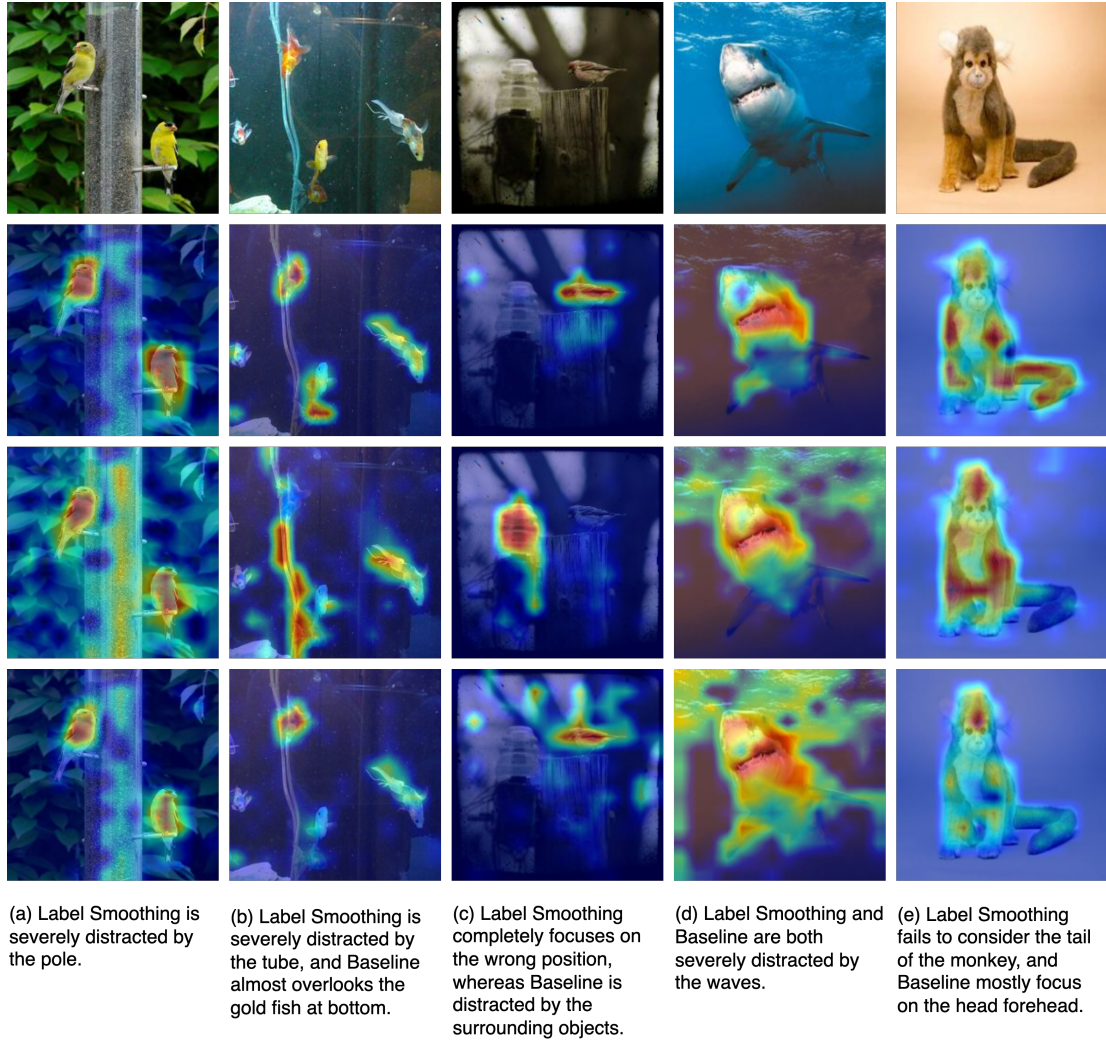 (a) Label Smoothing is
severely distracted by
the pole.
(b) Label Smoothing is
severely distracted by
the tube, and Baseline
almost overlooks the
gold fish at bottom.
(c) Label Smoothing
completely focuses on
the wrong position,
whereas Baseline is
distracted by the
surrounding objects.
(d) Label Smoothing and
Baseline are both
severely distracted by
the waves.
(e) Label Smoothing
fails to consider the tail
of the monkey, and
Baseline mostly focus
on the head forehead.